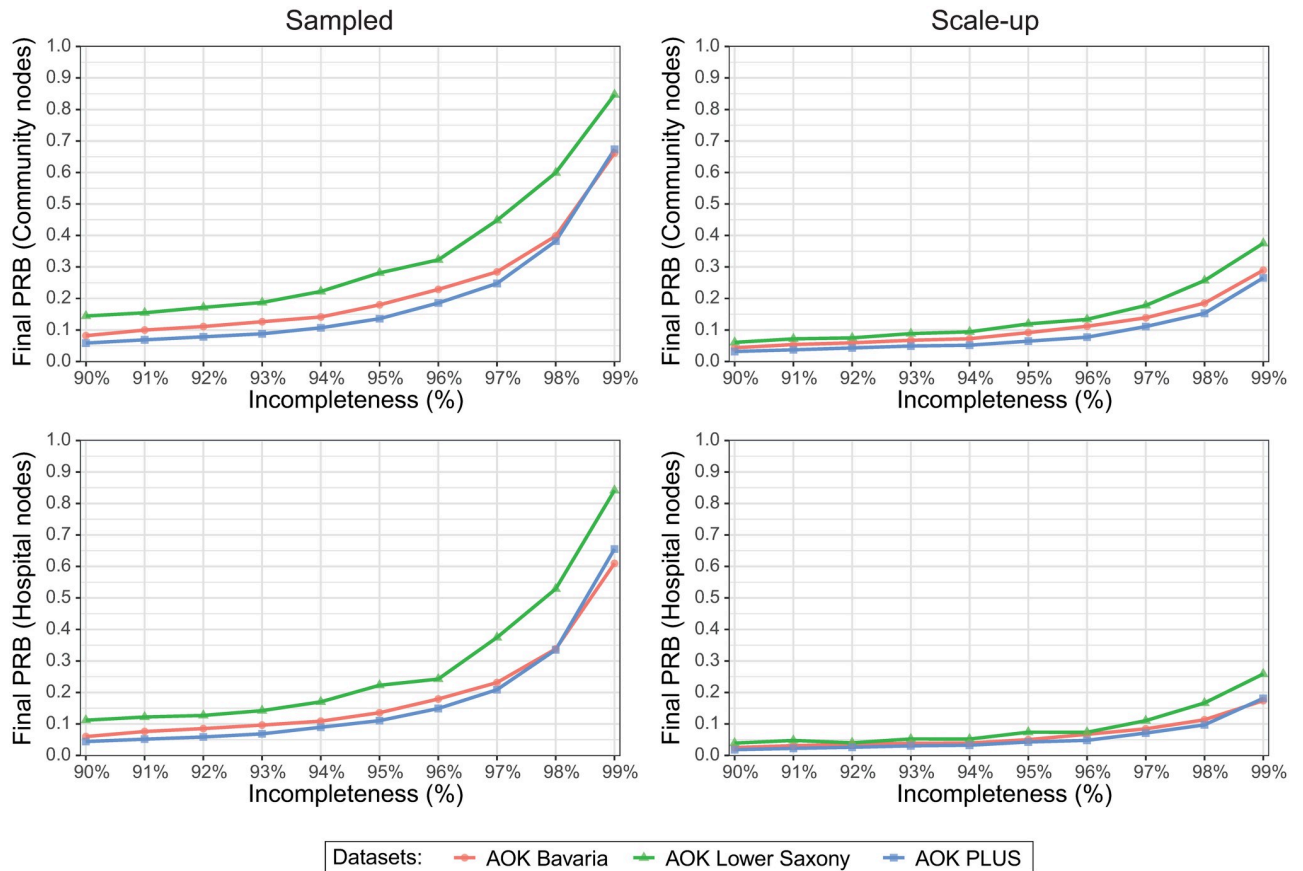 Sampled
Scale-up
Final PRB (Community nodes)
1.0
0.9
0.8
0.7
0.6
0.5
0.4
0.3
0.2
0.1
0.0
90% 91% 92% 93% 94% 95% 96% 97% 98% 99%
Incompleteness (%)
Final PRB (Community nodes)
1.0
0.9
0.8
0.7
0.6
0.5
0.4
0.3
0.2
0.1
0.0
90% 91% 92% 93% 94% 95% 96% 97% 98% 99%
Incompleteness (%)
Final PRB (Hospital nodes)
1.0
0.9
0.8
0.7
0.6
0.5
0.4
0.3
0.2
0.1
0.0
90% 91% 92% 93% 94% 95% 96% 97% 98% 99%
Incompleteness (%)
Final PRB (Hospital nodes)
1.0
0.9
0.8
0.7
0.6
0.5
0.4
0.3
0.2
0.1
0.0
90% 91% 92% 93% 94% 95% 96% 97% 98% 99%
Incompleteness (%)
Datasets: AOK Bavaria AOK Lower Saxony AOK PLUS